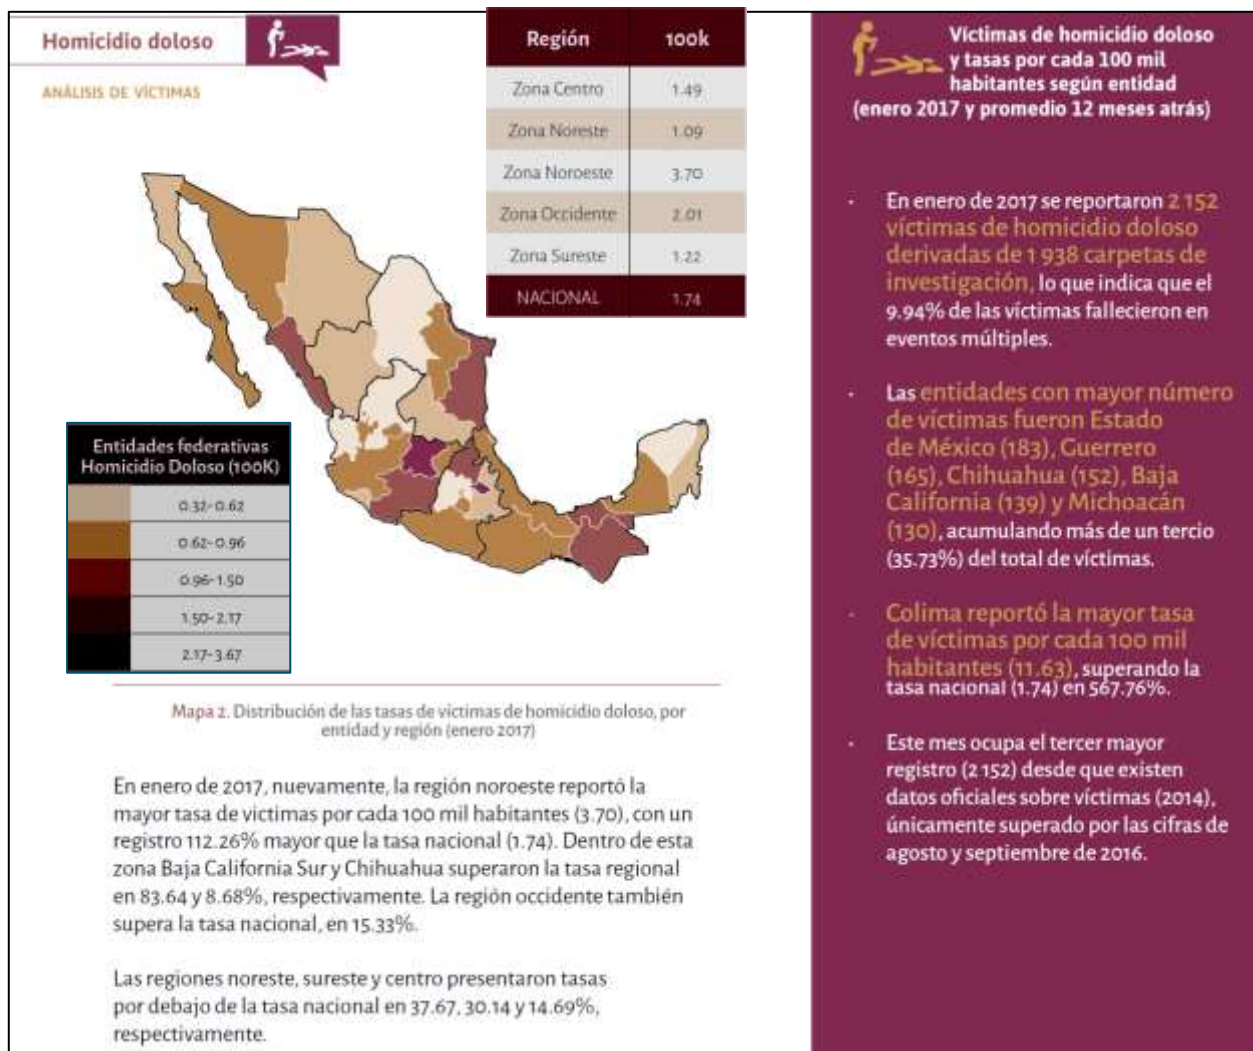 Homicidio doloso
ANÁLISIS DE VÍCTIMAS
Región 100k
Zona Centro 1.49
Zona Noreste 1.09
Zona Noroeste 3.70
Zona Occidente 2.01
Zona Sureste 1.22
NACIONAL 1.74
Entidades federativas
Homicidio Doloso (100K)
0.32-0.62
0.62-0.96
0.96-1.50
1.50-2.17
2.17-3.67
Mapa 2. Distribución de las tasas de víctimas de homicidio doloso, por
entidad y región (enero 2017)
En enero de 2017, nuevamente, la región noroeste reportó la
mayor tasa de víctimas por cada 100 mil habitantes (3.70), con un
registro 112.26% mayor que la tasa nacional (1.74). Dentro de esta
zona Baja California Sur y Chihuahua superaron la tasa regional
en 83.64 y 8.68%, respectivamente. La región occidente también
supera la tasa nacional, en 15.33%.
Las regiones noreste, sureste y centro presentaron tasas
por debajo de la tasa nacional en 37.67, 30.14 y 14.69%,
respectivamente.
Víctimas de homicidio doloso
y tasas por cada 100 mil
habitantes según entidad
(enero 2017 y promedio 12 meses atrás)
• En enero de 2017 se reportaron 2 152
víctimas de homicidio doloso
derivadas de 1 938 carpetas de
investigación, lo que indica que el
9.94% de las víctimas fallecieron en
eventos múltiples.
• Las entidades con mayor número
de víctimas fueron Estado
de México (183), Guerrero
(165), Chihuahua (152), Baja
California (139) y Michoacán
(130), acumulando más de un tercio
(35.73%) del total de víctimas.
• Colima reportó la mayor tasa
de víctimas por cada 100 mil
habitantes (11.63), superando la
tasa nacional (1.74) en 567.76%.
• Este mes ocupa el tercer mayor
registro (2 152) desde que existen
datos oficiales sobre víctimas (2014),
únicamente superado por las cifras de
agosto y septiembre de 2016.